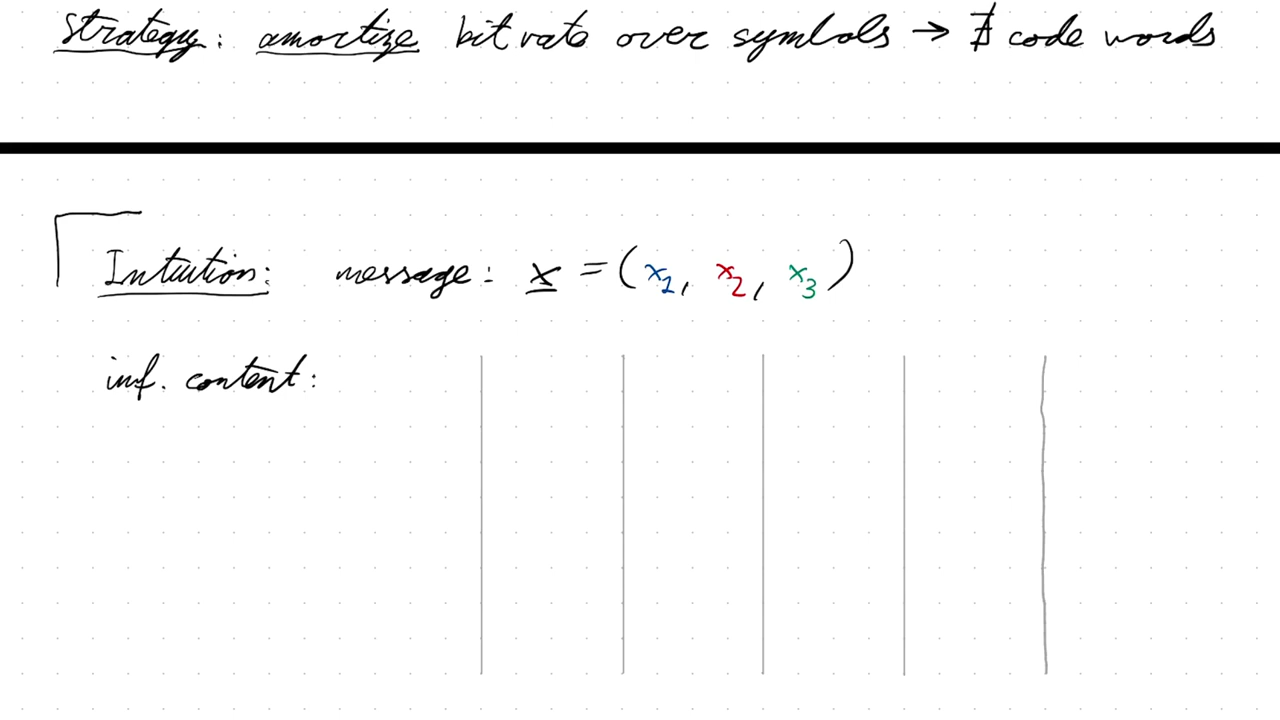 Strategy: amortize bit rate over symbols → ∄ code words
Intuition: message: x = (x1, x2, x3)
inf. content: